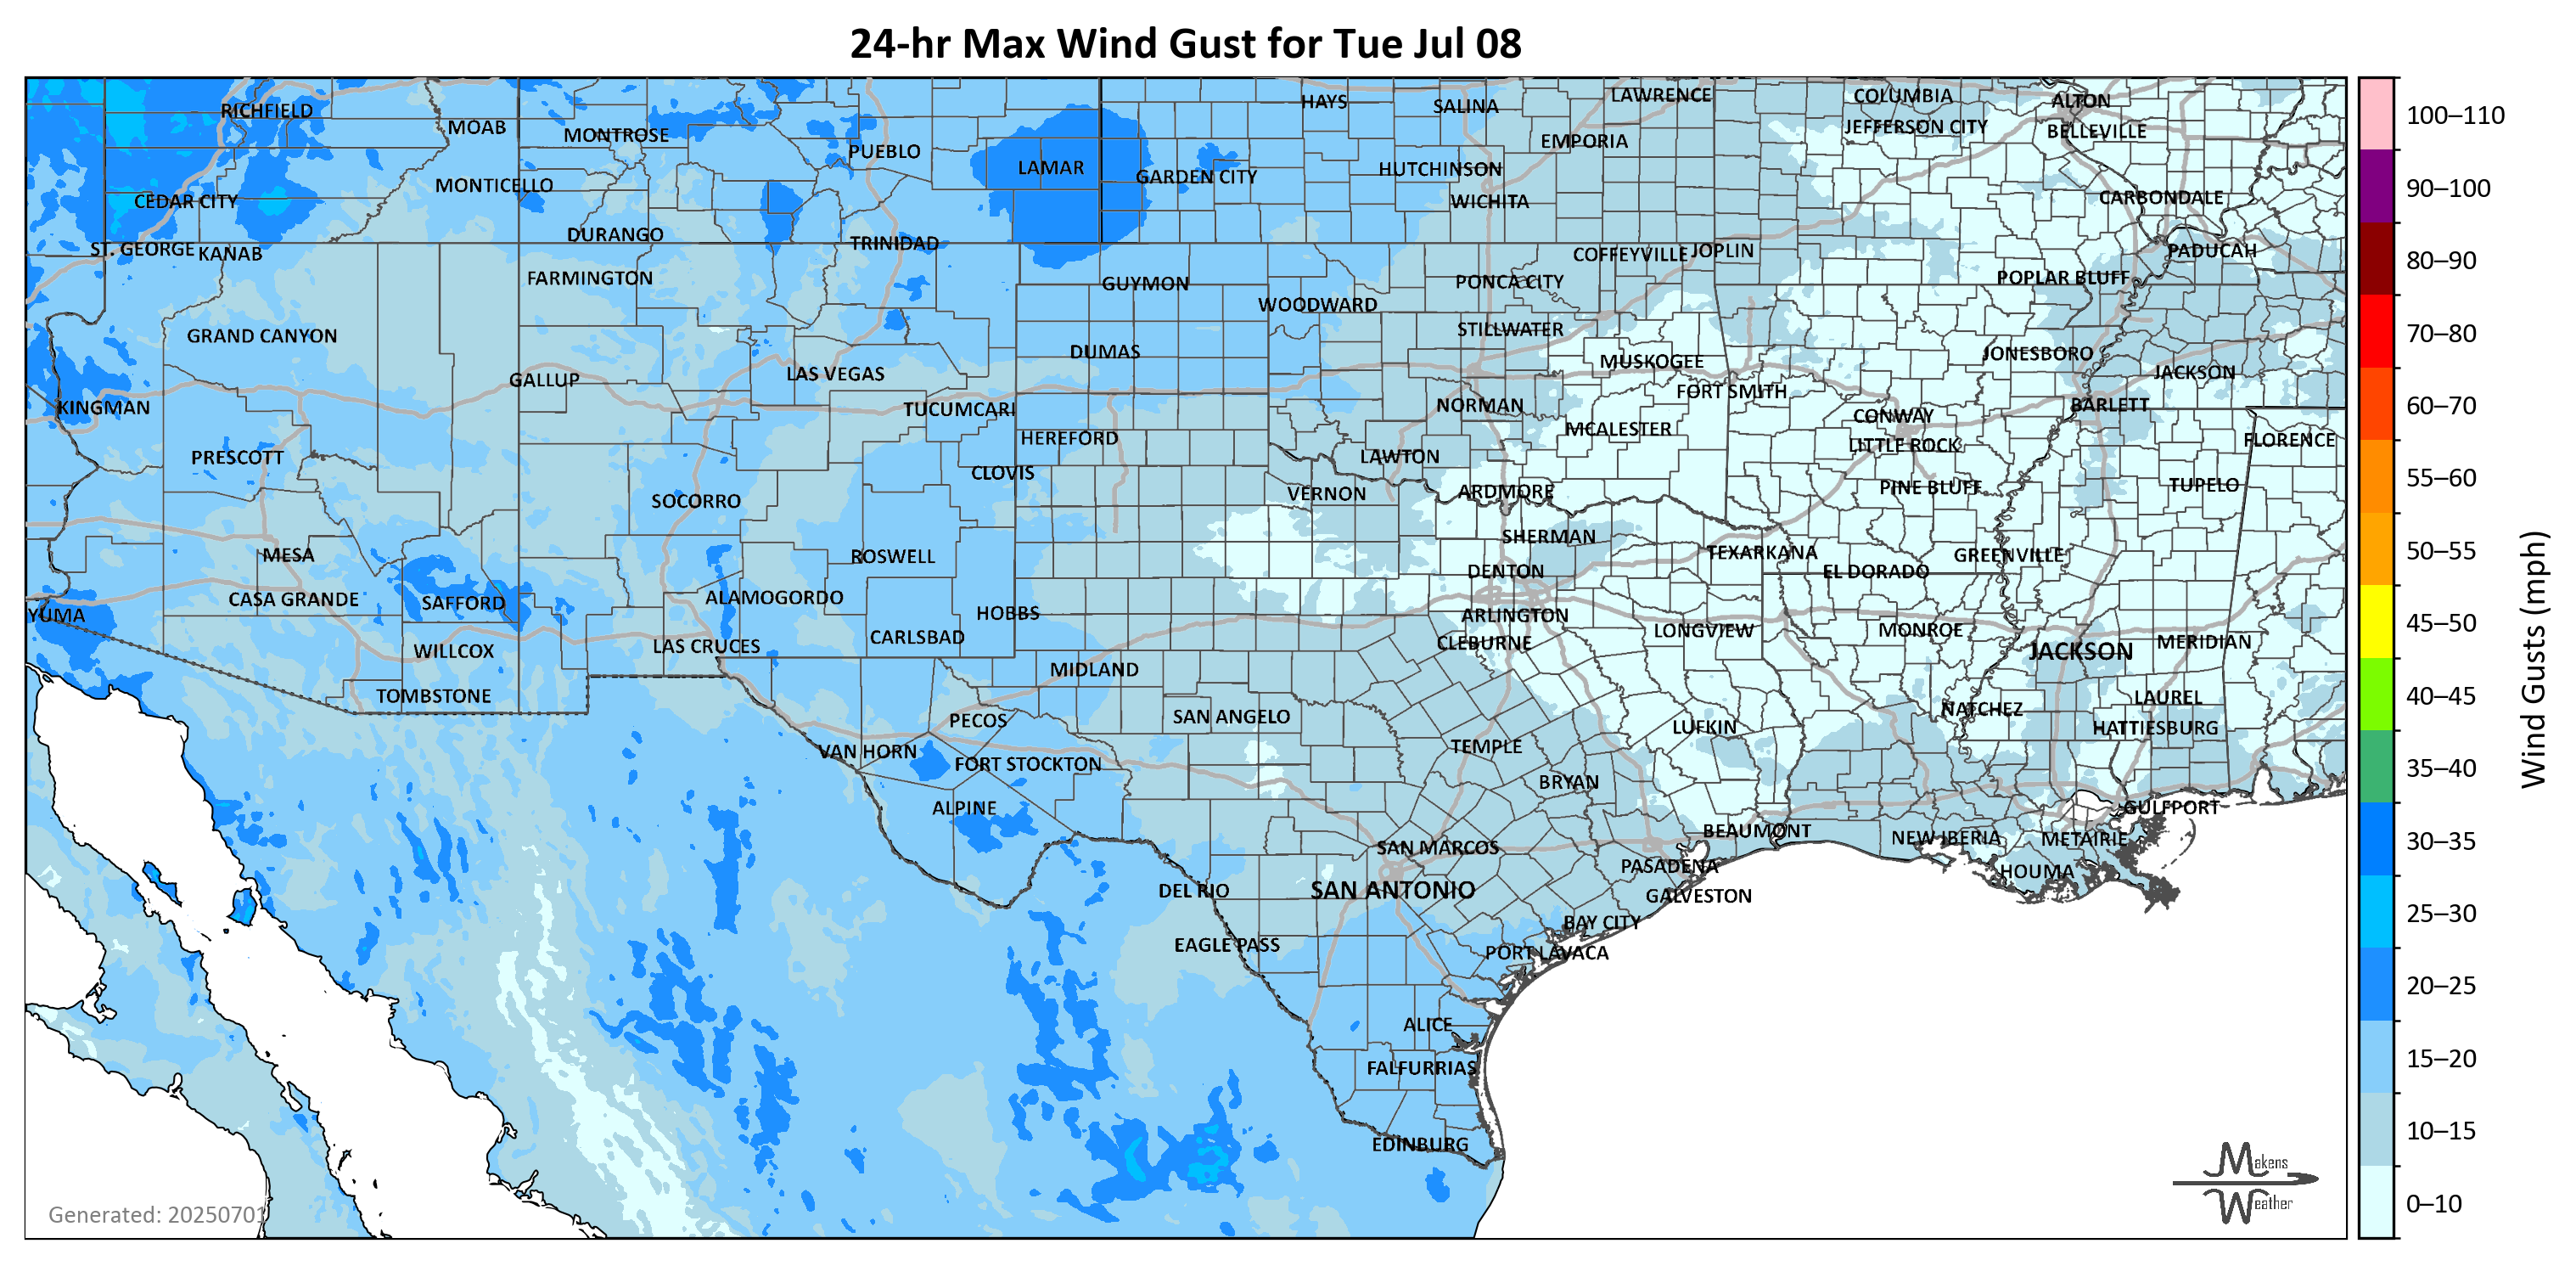 24-hr Max Wind Gust for Tue Jul 08
HAYS
SALINA
LAWRENCE
COLUMBIA
ALTON
RICHFIELD
MOAB
MONTROSE
PUEBLO
EMPORIA
JEFFERSON CITY
BELLEVILLE
LAMAR
GARDEN CITY
HUTCHINSON
MONTICELLO
CEDAR CITY
WICHITA
CARBONDALE
DURANGO
TRINIDAD
ST. GEORGE
KANAB
COFFEYVILLE
JOPLIN
PADUCAH
FARMINGTON
GUYMON
PONCA CITY
POPLAR BLUFF
WOODWARD
GRAND CANYON
STILLWATER
DUMAS
MUSKOGEE
JONESBORO
GALLUP
LAS VEGAS
FORT SMITH
JACKSON
KINGMAN
TUCUMCARI
NORMAN
CONWAY
BARLETT
HEREFORD
MCALESTER
LITTLE ROCK
FLORENCE
PRESCOTT
CLOVIS
LAWTON
SOCORRO
VERNON
ARDMORE
PINE BLUFF
TUPELO
MESA
ROSWELL
SHERMAN
TEXARKANA
GREENVILLE
DENTON
EL DORADO
CASA GRANDE
SAFFORD
ALAMOGORDO
HOBBS
YUMA
ARLINGTON
CARLSBAD
CLEBURNE
LONGVIEW
MONROE
JACKSON
MERIDIAN
WILLCOX
LAS CRUCES
MIDLAND
TOMBSTONE
LAUREL
PECOS
SAN ANGELO
LUFKIN
NATCHEZ
HATTIESBURG
VAN HORN
FORT STOCKTON
TEMPLE
BRYAN
ALPINE
GULFPORT
BEAUMONT
NEW IBERIA
METAIRIE
SAN MARCOS
PASADENA
HOUMA
DEL RIO
SAN ANTONIO
GALVESTON
BAY CITY
EAGLE PASS
PORT LAVACA
ALICE
FALFURRIAS
EDINBURG
Generated: 20250701
Makens
Weather
100–110
90–100
80–90
70–80
60–70
55–60
50–55
45–50
40–45
35–40
30–35
25–30
20–25
15–20
10–15
0–10
Wind Gusts (mph)